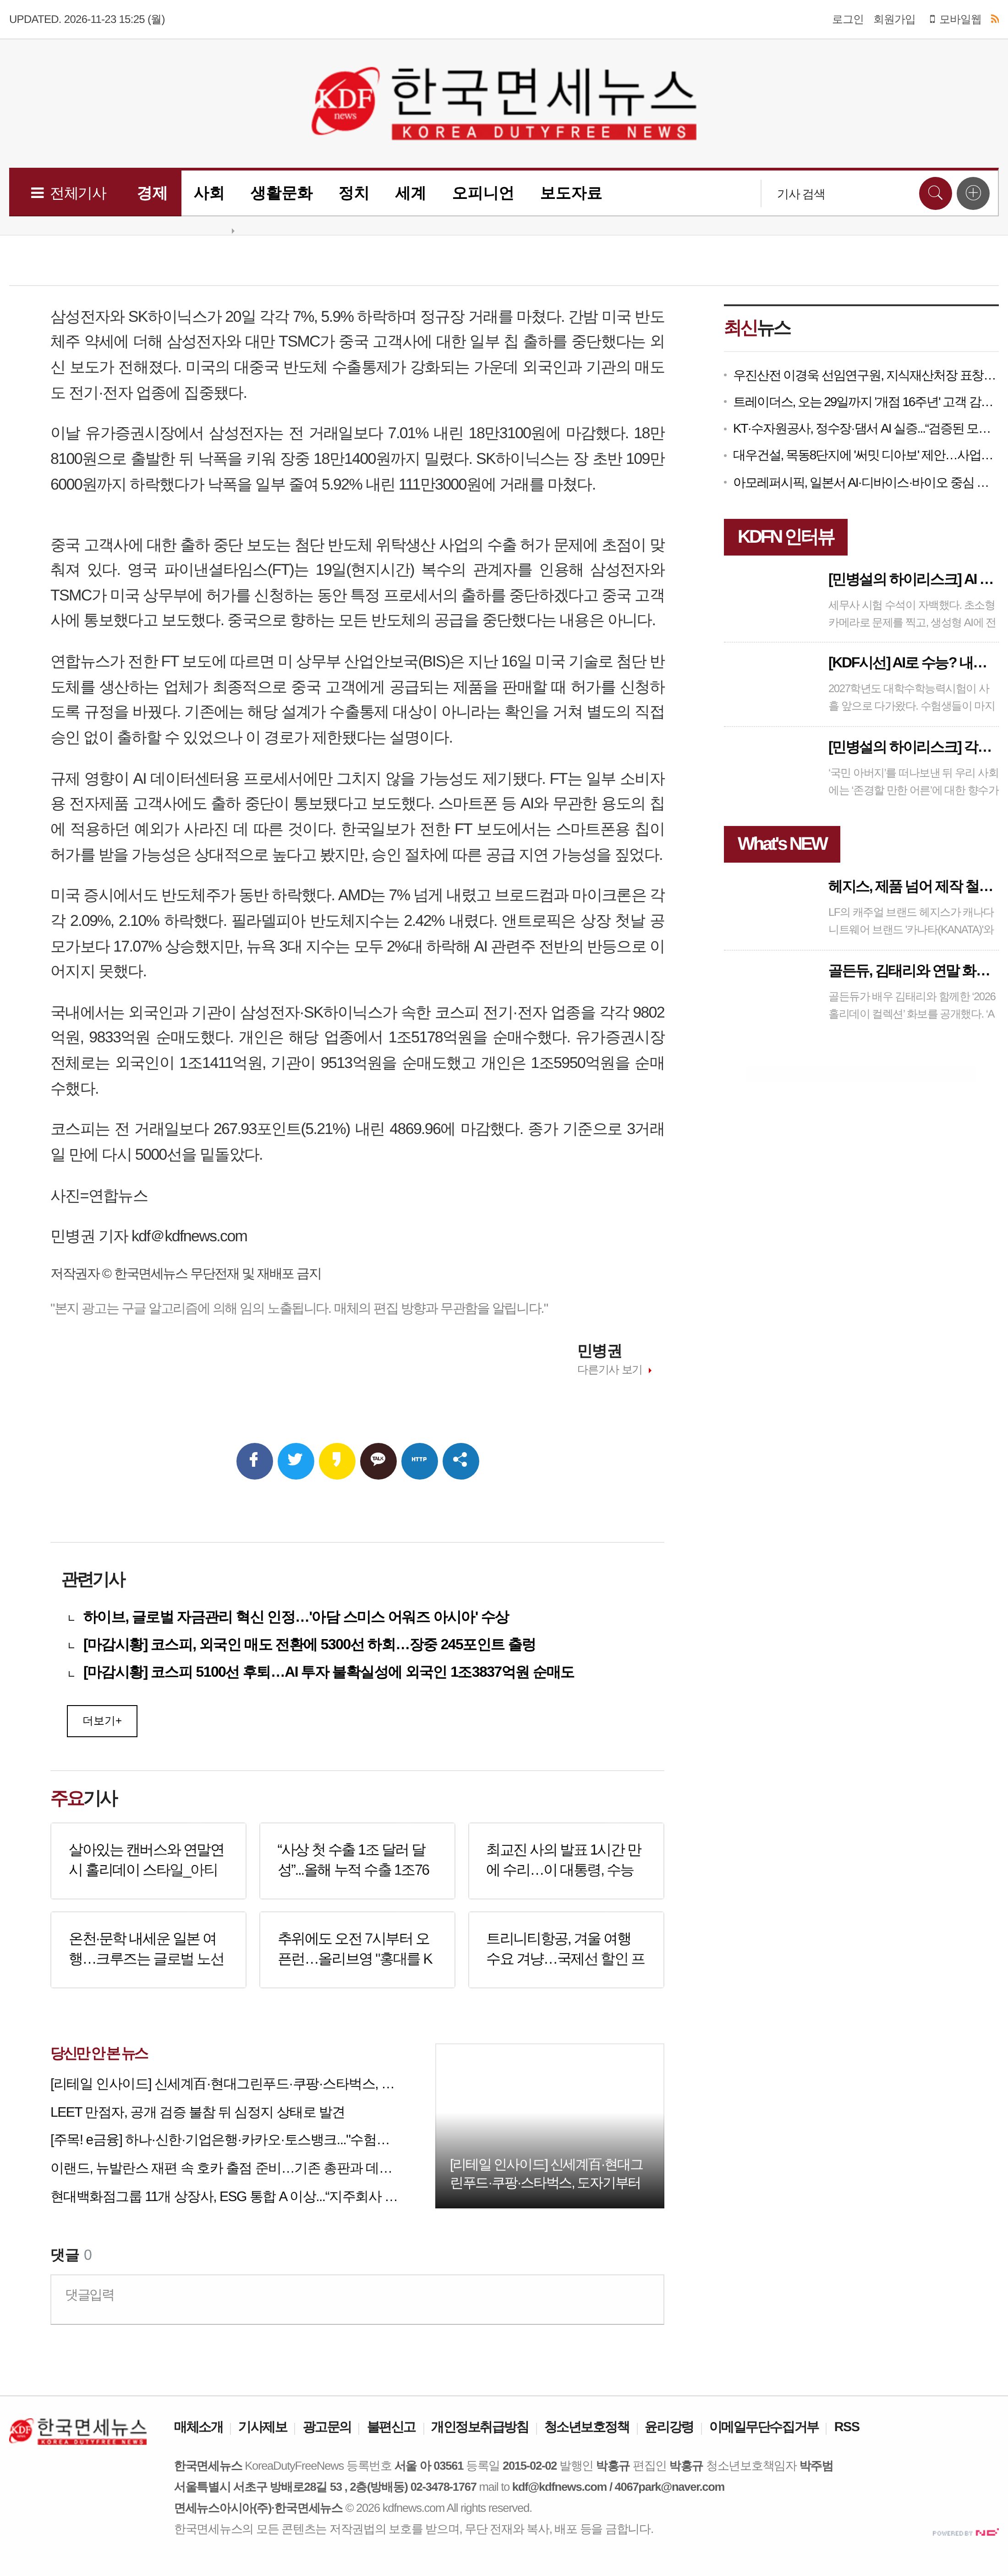 UPDATED. 2026-11-23 15:25 (월)
로그인 회원가입 모바일웹
KDF news 한국면세뉴스
KOREA DUTYFREE NEWS
전체기사 경제 사회 생활문화 정치 세계 오피니언 보도자료 기사 검색
삼성전자와 SK하이닉스가 20일 각각 7%, 5.9% 하락하며 정규장 거래를 마쳤다. 간밤 미국 반도
체주 약세에 더해 삼성전자와 대만 TSMC가 중국 고객사에 대한 일부 칩 출하를 중단했다는 외
신 보도가 전해졌다. 미국의 대중국 반도체 수출통제가 강화되는 가운데 외국인과 기관의 매도
도 전기·전자 업종에 집중됐다.
이날 유가증권시장에서 삼성전자는 전 거래일보다 7.01% 내린 18만3100원에 마감했다. 18만
8100원으로 출발한 뒤 낙폭을 키워 장중 18만1400원까지 밀렸다. SK하이닉스는 장 초반 109만
6000원까지 하락했다가 낙폭을 일부 줄여 5.92% 내린 111만3000원에 거래를 마쳤다.
중국 고객사에 대한 출하 중단 보도는 첨단 반도체 위탁생산 사업의 수출 허가 문제에 초점이 맞
춰져 있다. 영국 파이낸셜타임스(FT)는 19일(현지시간) 복수의 관계자를 인용해 삼성전자와
TSMC가 미국 상무부에 허가를 신청하는 동안 특정 프로세서의 출하를 중단하겠다고 중국 고객
사에 통보했다고 보도했다. 중국으로 향하는 모든 반도체의 공급을 중단했다는 내용은 아니다.
연합뉴스가 전한 FT 보도에 따르면 미 상무부 산업안보국(BIS)은 지난 16일 미국 기술로 첨단 반
도체를 생산하는 업체가 최종적으로 중국 고객에게 공급되는 제품을 판매할 때 허가를 신청하
도록 규정을 바꿨다. 기존에는 해당 설계가 수출통제 대상이 아니라는 확인을 거쳐 별도의 직접
승인 없이 출하할 수 있었으나 이 경로가 제한됐다는 설명이다.
규제 영향이 AI 데이터센터용 프로세서에만 그치지 않을 가능성도 제기됐다. FT는 일부 소비자
용 전자제품 고객사에도 출하 중단이 통보됐다고 보도했다. 스마트폰 등 AI와 무관한 용도의 칩
에 적용하던 예외가 사라진 데 따른 것이다. 한국일보가 전한 FT 보도에서는 스마트폰용 칩이
허가를 받을 가능성은 상대적으로 높다고 봤지만, 승인 절차에 따른 공급 지연 가능성을 짚었다.
미국 증시에서도 반도체주가 동반 하락했다. AMD는 7% 넘게 내렸고 브로드컴과 마이크론은 각
각 2.09%, 2.10% 하락했다. 필라델피아 반도체지수는 2.42% 내렸다. 앤트로픽은 상장 첫날 공
모가보다 17.07% 상승했지만, 뉴욕 3대 지수는 모두 2%대 하락해 AI 관련주 전반의 반등으로 이
어지지 못했다.
국내에서는 외국인과 기관이 삼성전자·SK하이닉스가 속한 코스피 전기·전자 업종을 각각 9802
억원, 9833억원 순매도했다. 개인은 해당 업종에서 1조5178억원을 순매수했다. 유가증권시장
전체로는 외국인이 1조1411억원, 기관이 9513억원을 순매도했고 개인은 1조5950억원을 순매
수했다.
코스피는 전 거래일보다 267.93포인트(5.21%) 내린 4869.96에 마감했다. 종가 기준으로 3거래
일 만에 다시 5000선을 밑돌았다.
사진=연합뉴스
민병권 기자 kdf@kdfnews.com
저작권자 © 한국면세뉴스 무단전재 및 재배포 금지
"본지 광고는 구글 알고리즘에 의해 임의 노출됩니다. 매체의 편집 방향과 무관함을 알립니다."
민병권
다른기사 보기
TALK HTTP
관련기사
ㄴ 하이브, 글로벌 자금관리 혁신 인정…'아담 스미스 어워즈 아시아' 수상
ㄴ [마감시황] 코스피, 외국인 매도 전환에 5300선 하회…장중 245포인트 출렁
ㄴ [마감시황] 코스피 5100선 후퇴…AI 투자 불확실성에 외국인 1조3837억원 순매도
더보기+
주요기사
살아있는 캔버스와 연말연
시 홀리데이 스타일_아티
“사상 첫 수출 1조 달러 달
성”...올해 누적 수출 1조76
최교진 사의 발표 1시간 만
에 수리…이 대통령, 수능
온천·문학 내세운 일본 여
행…크루즈는 글로벌 노선
추위에도 오전 7시부터 오
픈런…올리브영 "홍대를 K
트리니티항공, 겨울 여행
수요 겨냥…국제선 할인 프
당신만 안 본 뉴스
[리테일 인사이드] 신세계百·현대그린푸드·쿠팡·스타벅스, …
LEET 만점자, 공개 검증 불참 뒤 심정지 상태로 발견
[주목! e금융] 하나·신한·기업은행·카카오·토스뱅크..."수험…
이랜드, 뉴발란스 재편 속 호카 출점 준비…기존 총판과 데…
현대백화점그룹 11개 상장사, ESG 통합 A 이상...“지주회사 …
[리테일 인사이드] 신세계百·현대그
린푸드·쿠팡·스타벅스, 도자기부터
댓글 0
댓글입력
최신뉴스
우진산전 이경욱 선임연구원, 지식재산처장 표창…
트레이더스, 오는 29일까지 '개점 16주년' 고객 감…
KT·수자원공사, 정수장·댐서 AI 실증...“검증된 모…
대우건설, 목동8단지에 '써밋 디아보' 제안…사업…
아모레퍼시픽, 일본서 AI·디바이스·바이오 중심 …
KDFN 인터뷰
[민병설의 하이리스크] AI …
세무사 시험 수석이 자백했다. 초소형
카메라로 문제를 찍고, 생성형 AI에 전
[KDF시선] AI로 수능? 내…
2027학년도 대학수학능력시험이 사
흘 앞으로 다가왔다. 수험생들이 마지
[민병설의 하이리스크] 각…
'국민 아버지'를 떠나보낸 뒤 우리 사회
에는 ‘존경할 만한 어른’에 대한 향수가
What's NEW
헤지스, 제품 넘어 제작 철…
LF의 캐주얼 브랜드 헤지스가 캐나다
니트웨어 브랜드 '카나타(KANATA)'와
골든듀, 김태리와 연말 화…
골든듀가 배우 김태리와 함께한 ‘2026
홀리데이 컬렉션’ 화보를 공개했다. ‘A
KDF news 한국면세뉴스
KOREA DUTYFREE NEWS
매체소개 기사제보 광고문의 불편신고 개인정보취급방침 청소년보호정책 윤리강령 이메일무단수집거부 RSS
한국면세뉴스 KoreaDutyFreeNews 등록번호 서울 아 03561 등록일 2015-02-02 발행인 박홍규 편집인 박홍규 청소년보호책임자 박주범
서울특별시 서초구 방배로28길 53 , 2층(방배동) 02-3478-1767 mail to kdf@kdfnews.com / 4067park@naver.com
면세뉴스아시아(주)·한국면세뉴스 © 2026 kdfnews.com All rights reserved.
한국면세뉴스의 모든 콘텐츠는 저작권법의 보호를 받으며, 무단 전재와 복사, 배포 등을 금합니다.
POWERED BY ND